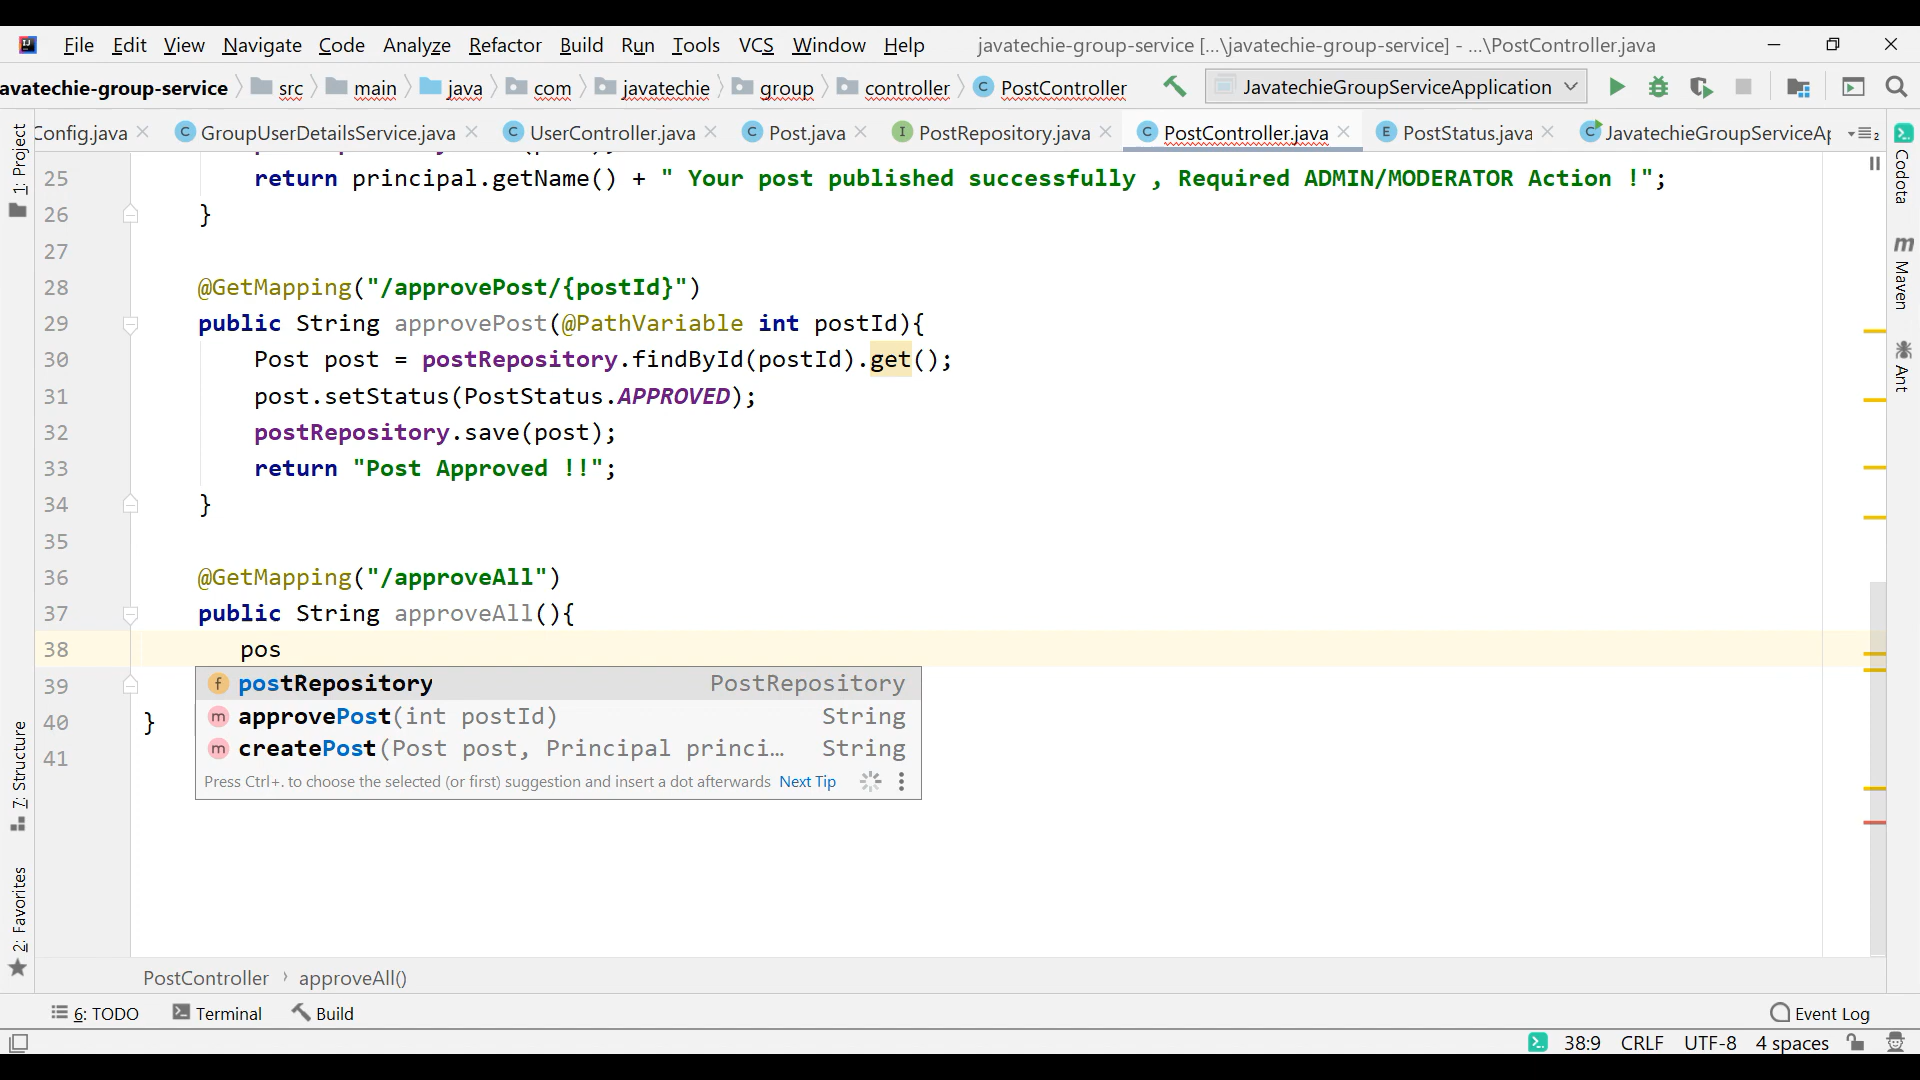 File Edit View Navigate Code Analyze Refactor Build Run Tools VCS Window Help javatechie-group-service [...\javatechie-group-service] - ...\PostController.java
avatechie-group-service src main java com javatechie group controller PostController JavatechieGroupServiceApplication
Config.java GroupUserDetailsService.java UserController.java Post.java PostRepository.java PostController.java PostStatus.java JavatechieGroupServiceAp
1: Project
7: Structure
2: Favorites
25 return principal.getName() + " Your post published successfully , Required ADMIN/MODERATOR Action !";
26 }
27
28 @GetMapping("/approvePost/{postId}")
29 public String approvePost(@PathVariable int postId){
30 Post post = postRepository.findById(postId).get();
31 post.setStatus(PostStatus.APPROVED);
32 postRepository.save(post);
33 return "Post Approved !!";
34 }
35
36 @GetMapping("/approveAll")
37 public String approveAll(){
38 pos
39
40 }
41
postRepository PostRepository
approvePost(int postId) String
createPost(Post post, Principal princi... String
Press Ctrl+. to choose the selected (or first) suggestion and insert a dot afterwards Next Tip
Codota
Maven
Ant
PostController › approveAll()
6: TODO Terminal Build Event Log
38:9 CRLF UTF-8 4 spaces